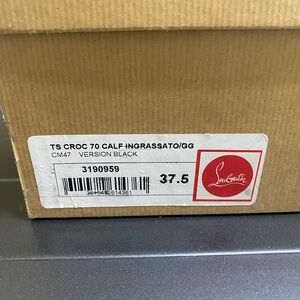 TS CROC 70 CALF INGRASSATO/GG
CM47 VERSION BLACK
3190959
37.5
Louboutin